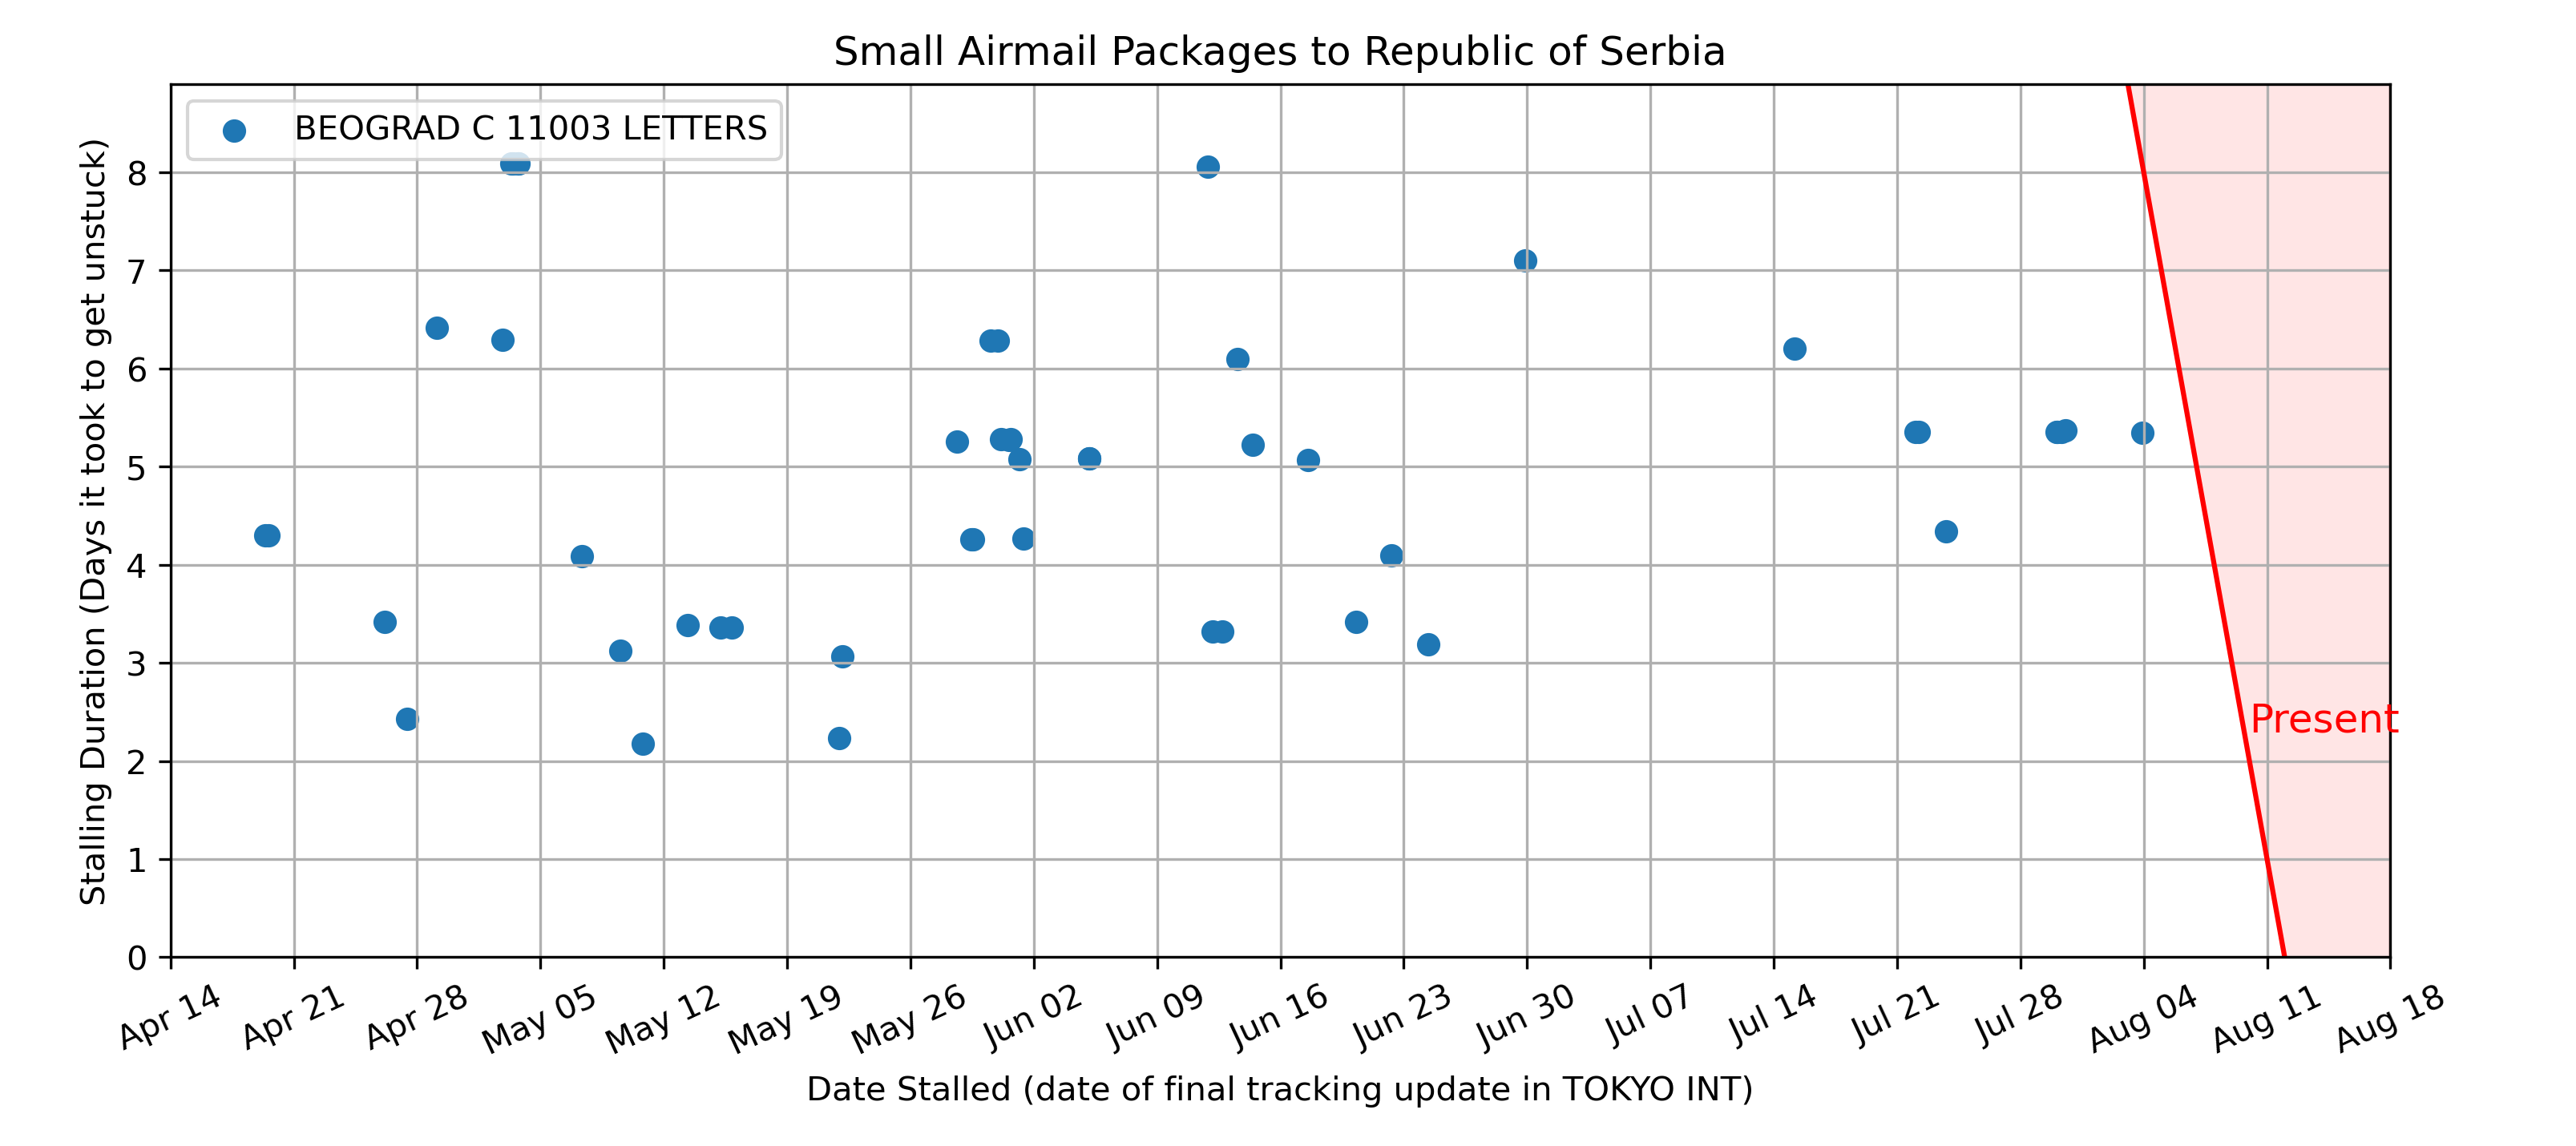 Small Airmail Packages to Republic of Serbia
BEOGRAD C 11003 LETTERS
Stalling Duration (Days it took to get unstuck)
8
7
6
5
4
3
2
1
0
Present
Apr 14
Apr 21
Apr 28
May 05
May 12
May 19
May 26
Jun 02
Jun 09
Jun 16
Jun 23
Jun 30
Jul 07
Jul 14
Jul 21
Jul 28
Aug 04
Aug 11
Aug 18
Date Stalled (date of final tracking update in TOKYO INT)